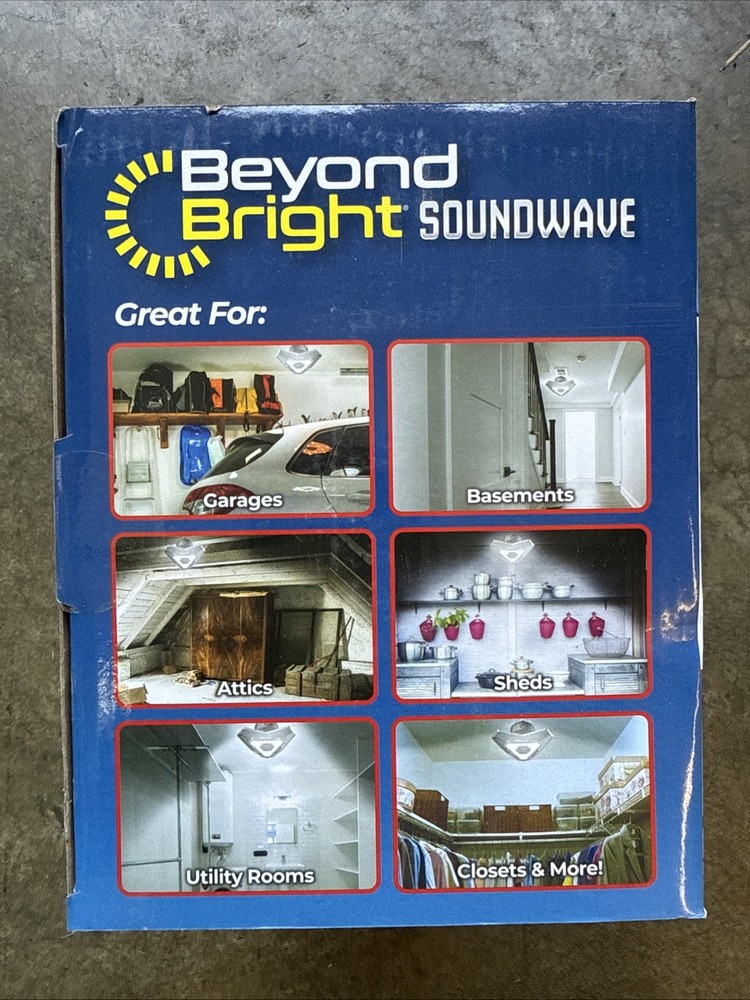 Beyond
Bright® SOUNDWAVE
Great For:
Garages
Basements
Attics
Sheds
Utility Rooms
Closets & More!